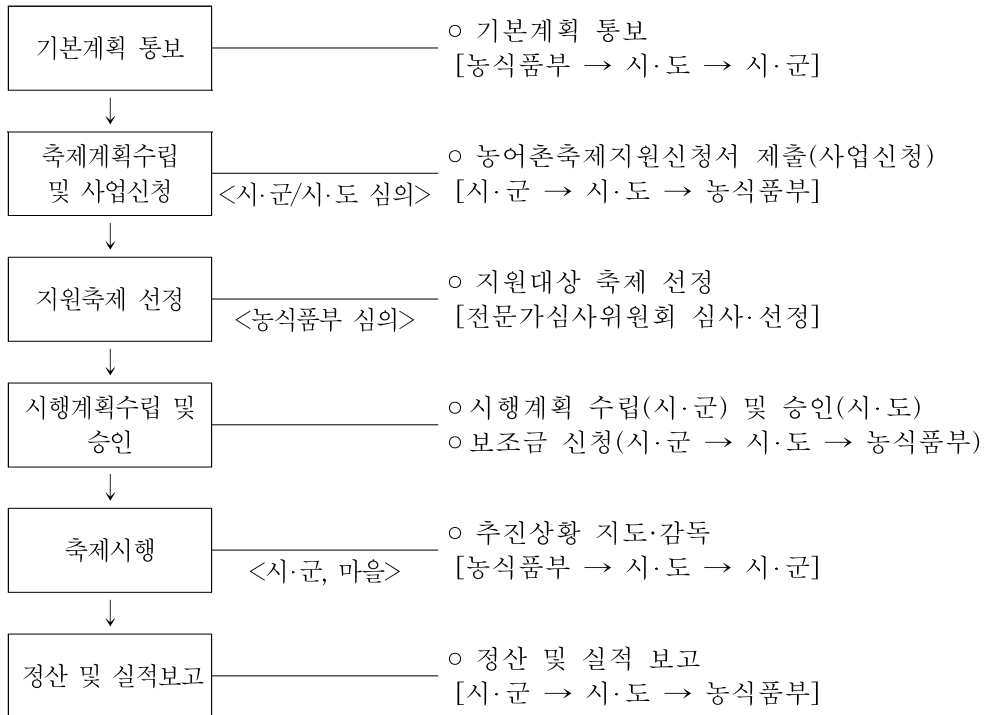 기본계획 통보
○ 기본계획 통보
[농식품부 → 시·도 → 시·군]
축제계획수립
및 사업신청
<시·군/시·도 심의>
○ 농어촌축제지원신청서 제출(사업신청)
[시·군 → 시·도 → 농식품부]
지원축제 선정
<농식품부 심의>
○ 지원대상 축제 선정
[전문가심사위원회 심사·선정]
시행계획수립 및
승인
○ 시행계획 수립(시·군) 및 승인(시·도)
○ 보조금 신청(시·군 → 시·도 → 농식품부)
축제시행
<시·군, 마을>
○ 추진상황 지도·감독
[농식품부 → 시·도 → 시·군]
정산 및 실적보고
○ 정산 및 실적 보고
[시·군 → 시·도 → 농식품부]